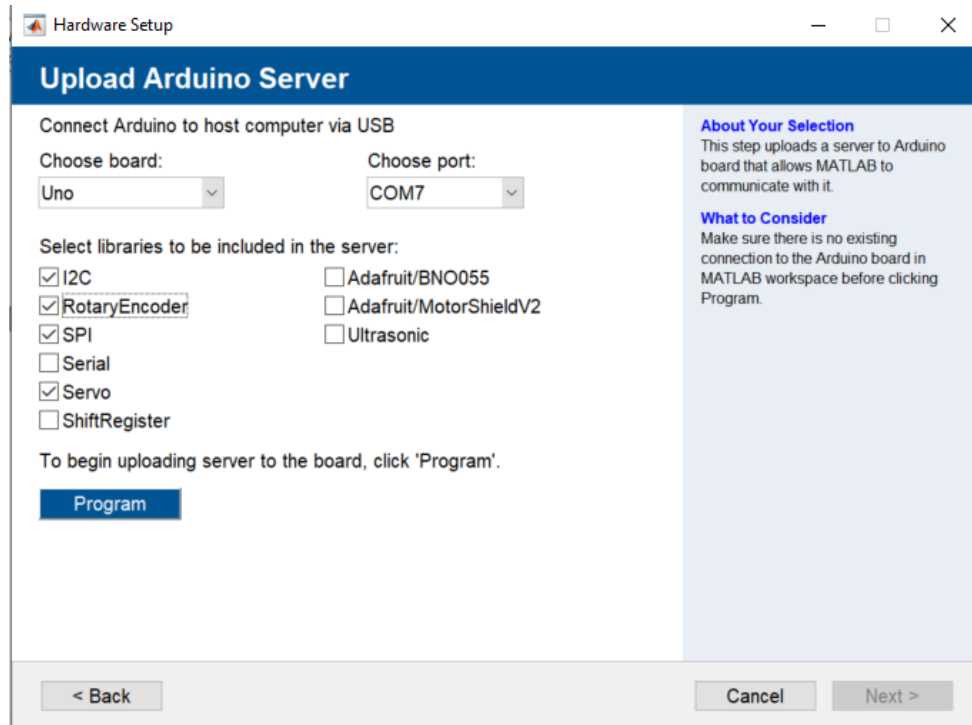 Hardware Setup
Upload Arduino Server
Connect Arduino to host computer via USB
Choose board:
Choose port:
Uno
COM7
Select libraries to be included in the server:
I2C
Adafruit/BNO055
RotaryEncoder
Adafruit/MotorShieldV2
SPI
Ultrasonic
Serial
Servo
ShiftRegister
To begin uploading server to the board, click 'Program'.
Program
About Your Selection
This step uploads a server to Arduino
board that allows MATLAB to
communicate with it.
What to Consider
Make sure there is no existing
connection to the Arduino board in
MATLAB workspace before clicking
Program.
< Back
Cancel
Next >